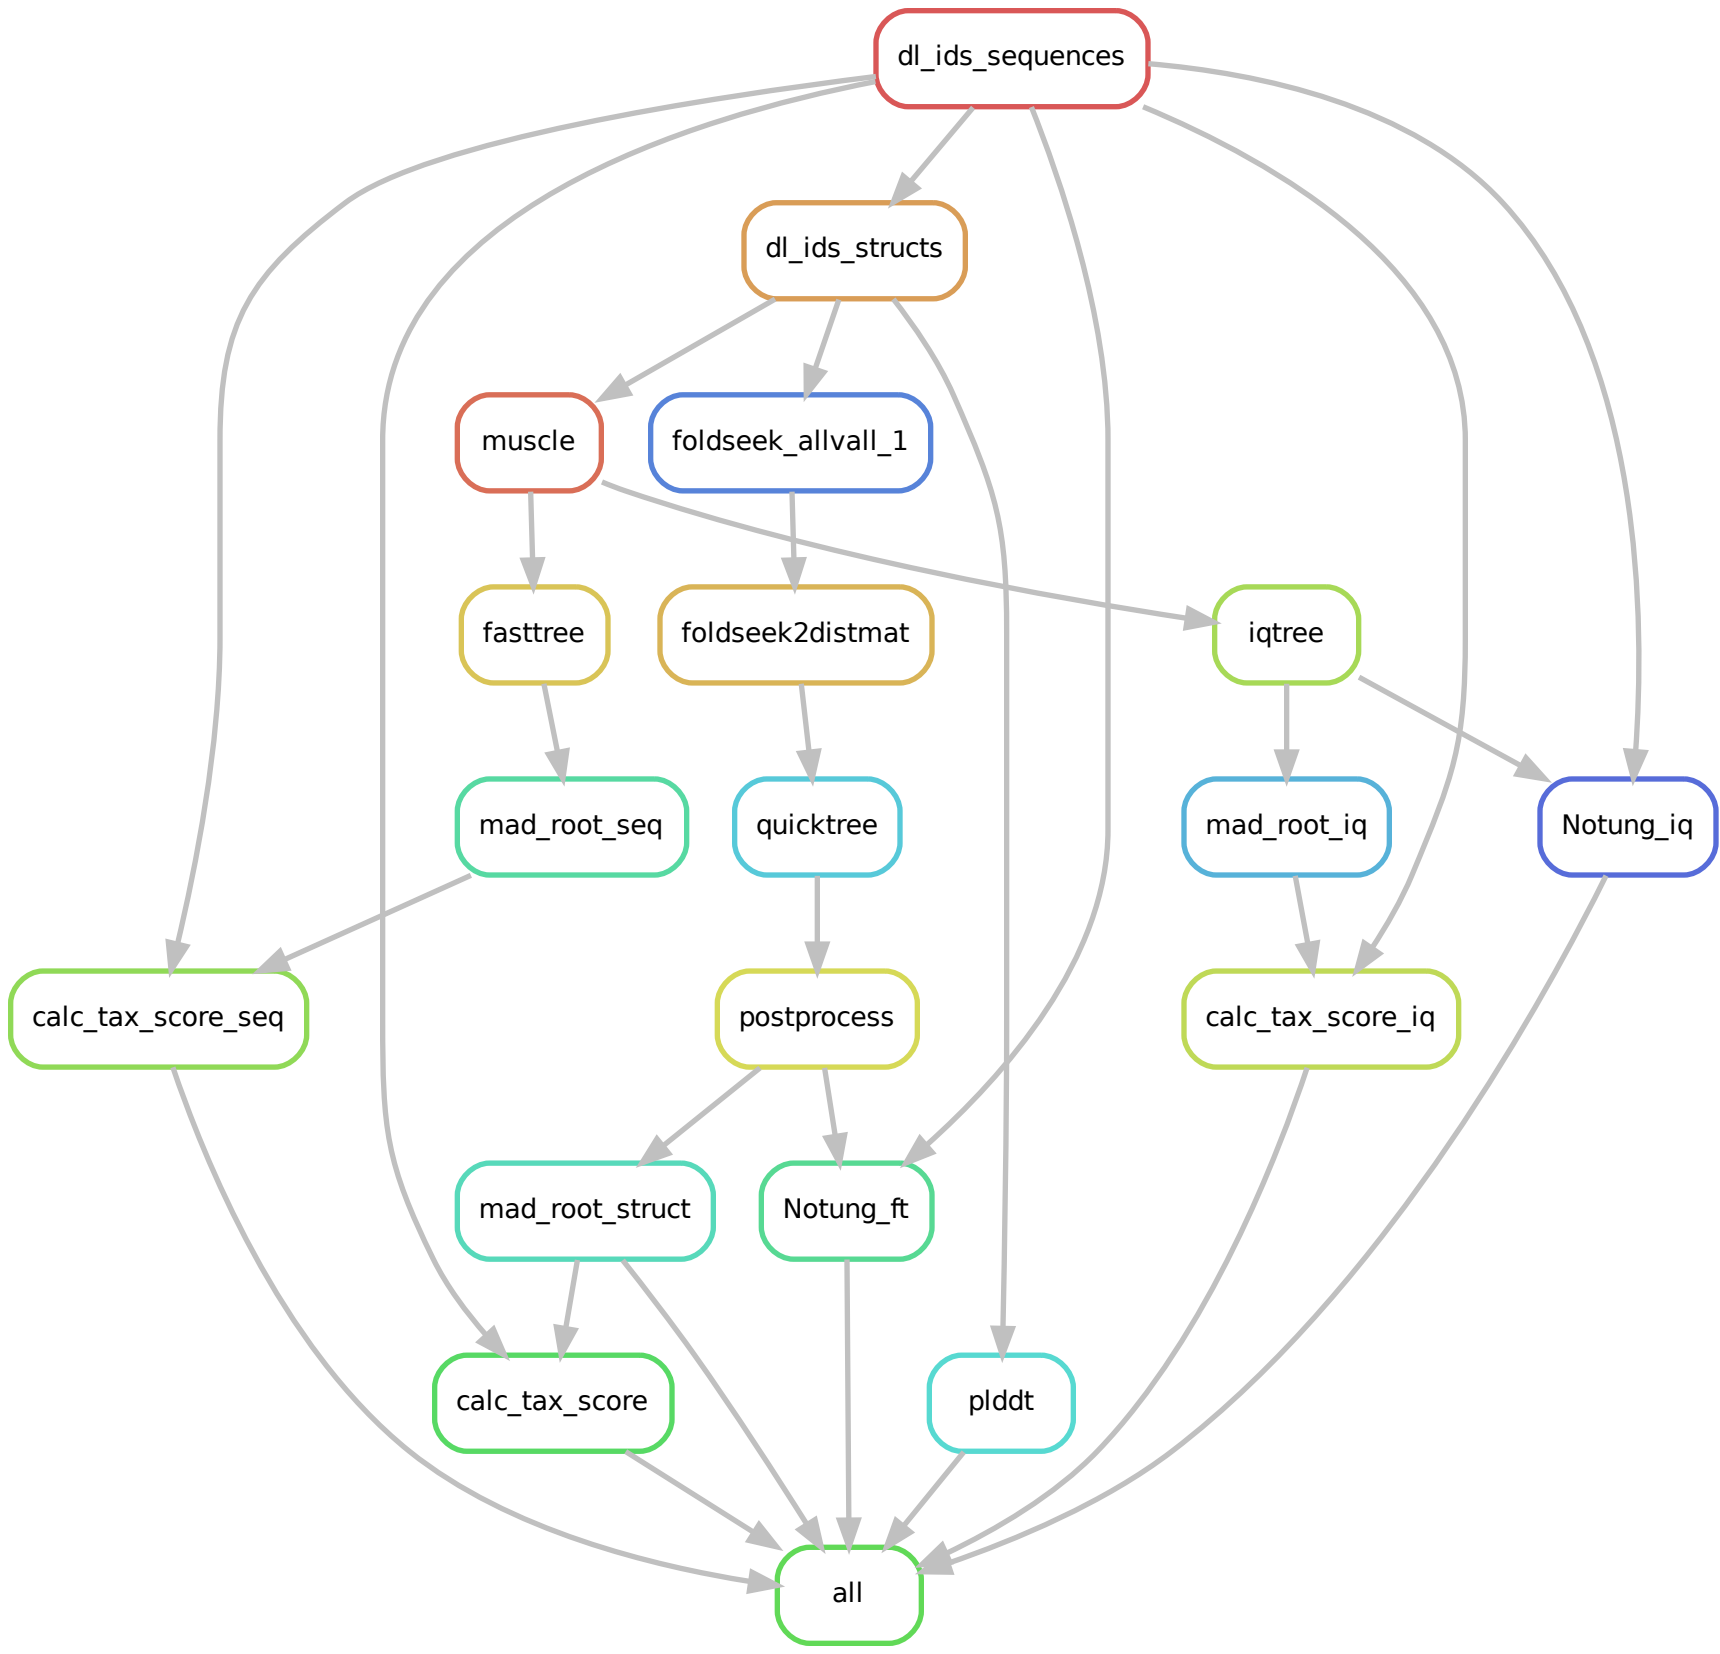 dl_ids_sequences
dl_ids_structs
muscle
foldseek_allvall_1
fasttree
foldseek2distmat
iqtree
mad_root_seq
quicktree
mad_root_iq
Notung_iq
calc_tax_score_seq
postprocess
calc_tax_score_iq
mad_root_struct
Notung_ft
calc_tax_score
plddt
all